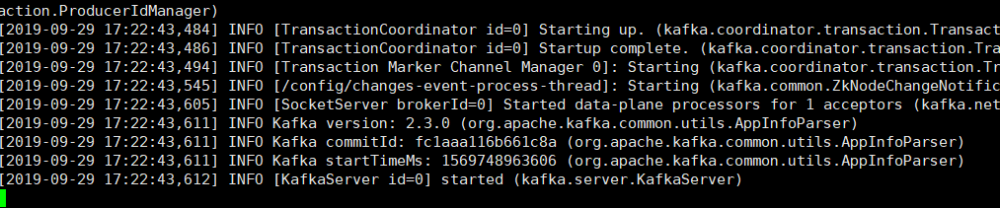 action.ProducerIdManager)
[2019-09-29 17:22:43,484] INFO [TransactionCoordinator id=0] Starting up. (kafka.coordinator.transaction.Transact
[2019-09-29 17:22:43,486] INFO [TransactionCoordinator id=0] Startup complete. (kafka.coordinator.transaction.Tra
[2019-09-29 17:22:43,494] INFO [Transaction Marker Channel Manager 0]: Starting (kafka.coordinator.transaction.Tr
[2019-09-29 17:22:43,545] INFO [/config/changes-event-process-thread]: Starting (kafka.common.ZkNodeChangeNotific
[2019-09-29 17:22:43,605] INFO [SocketServer brokerId=0] Started data-plane processors for 1 acceptors (kafka.net
[2019-09-29 17:22:43,611] INFO Kafka version: 2.3.0 (org.apache.kafka.common.utils.AppInfoParser)
[2019-09-29 17:22:43,611] INFO Kafka commitId: fc1aaa116b661c8a (org.apache.kafka.common.utils.AppInfoParser)
[2019-09-29 17:22:43,611] INFO Kafka startTimeMs: 1569748963606 (org.apache.kafka.common.utils.AppInfoParser)
[2019-09-29 17:22:43,612] INFO [KafkaServer id=0] started (kafka.server.KafkaServer)